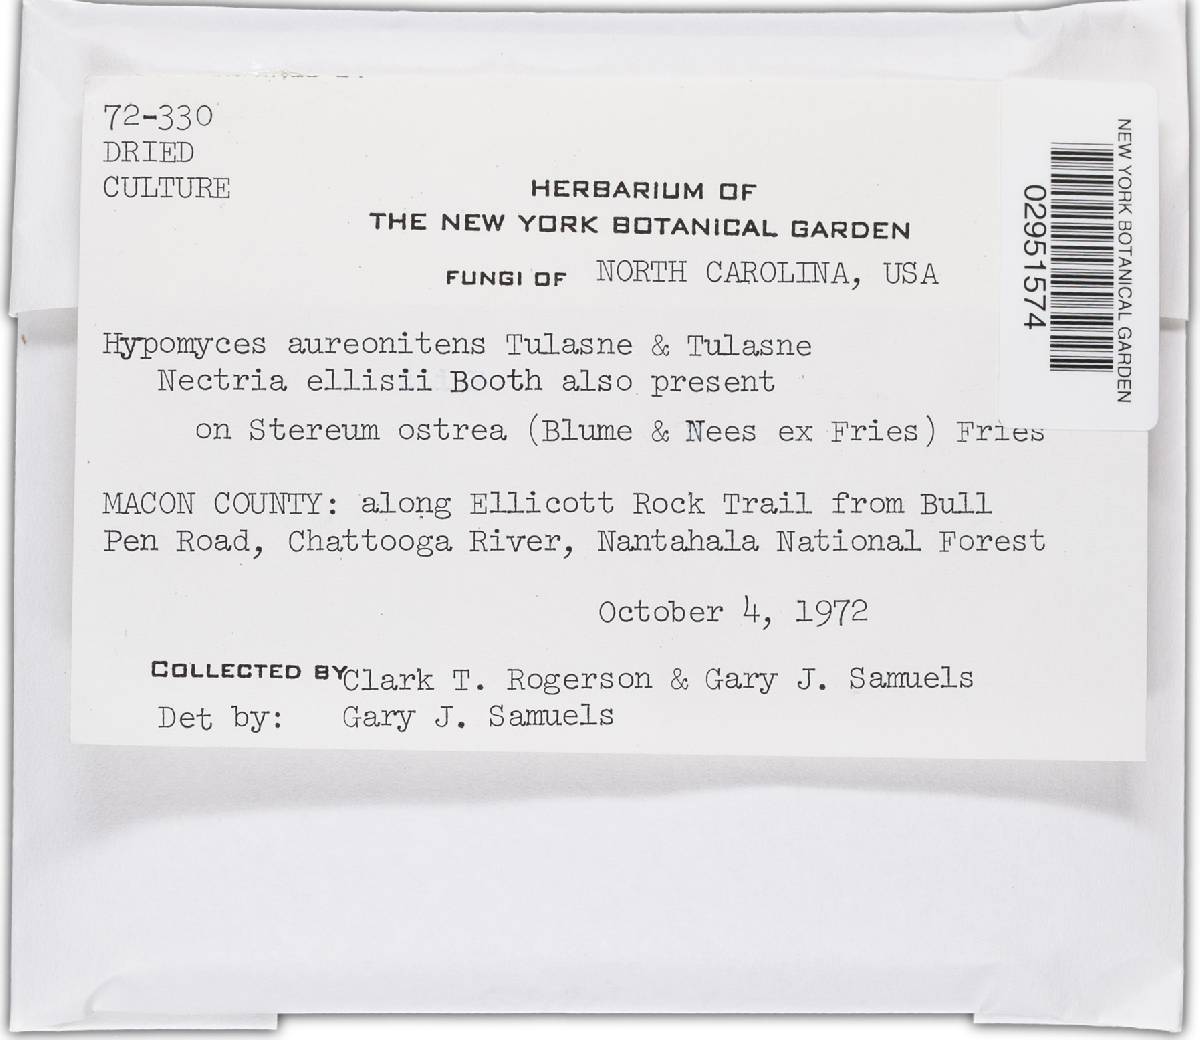 72-330
DRIED
CULTURE
HERBARIUM OF
THE NEW YORK BOTANICAL GARDEN
FUNGI OF NORTH CAROLINA, USA
Hypomyces aureonitens Tulasne & Tulasne
Nectria ellisii Booth also present
on Stereum ostrea (Blume & Nees ex Fries) Fries
MACON COUNTY: along Ellicott Rock Trail from Bull
Pen Road, Chattooga River, Nantahala National Forest
October 4, 1972
COLLECTED BY Clark T. Rogerson & Gary J. Samuels
Det by: Gary J. Samuels
NEW YORK BOTANICAL GARDEN
02951574